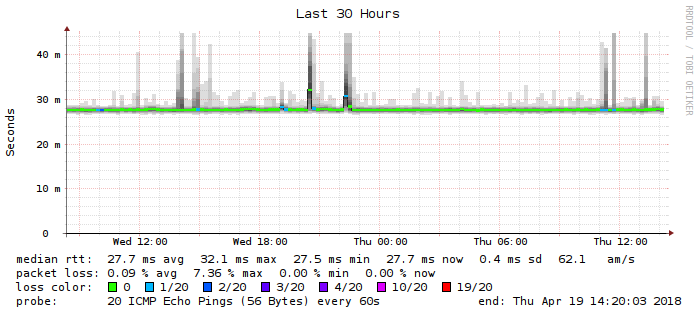 Last 30 Hours
RRDTOOL / TOBI OETIKER
Seconds
40 m
30 m
20 m
10 m
0
Wed 12:00 Wed 18:00 Thu 00:00 Thu 06:00 Thu 12:00
median rtt: 27.7 ms avg 32.1 ms max 27.5 ms min 27.7 ms now 0.4 ms sd 62.1 am/s
packet loss: 0.09 % avg 7.36 % max 0.00 % min 0.00 % now
loss color: 0 1/20 2/20 3/20 4/20 10/20 19/20
probe: 20 ICMP Echo Pings (56 Bytes) every 60s end: Thu Apr 19 14:20:03 2018